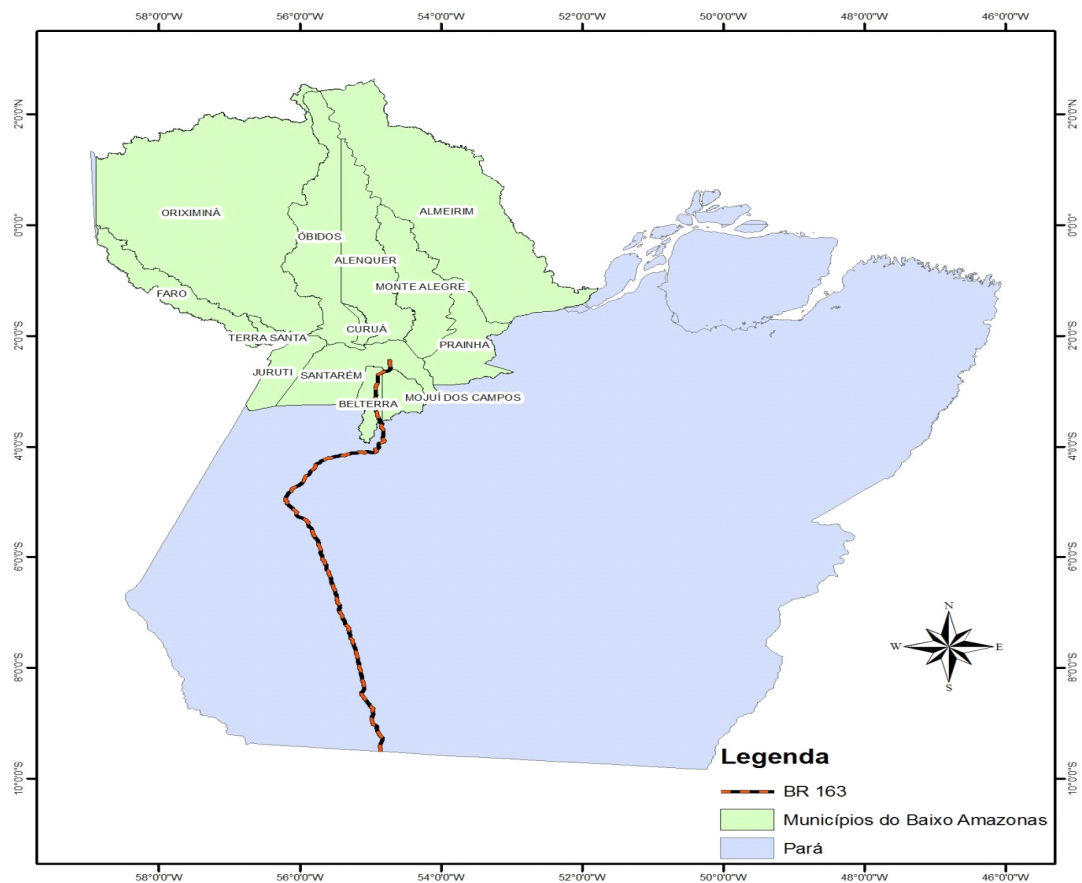 58°0'0"W 56°0'0"W 54°0'0"W 52°0'0"W 50°0'0"W 48°0'0"W 46°0'0"W
2°0'0"N 2°0'0"N
ALMEIRIM
ORIXIMINÁ
0°0'0"N 0°0'0"N
ÓBIDOS
ALENQUER
MONTE ALEGRE
FARO
CURUÁ
2°0'0"S TERRA SANTA 2°0'0"S
PRAINHA
JURUTI SANTARÉM
MOJUÍ DOS CAMPOS
BELTERRA
4°0'0"S 4°0'0"S
6°0'0"S 6°0'0"S
N
W E
S
8°0'0"S 8°0'0"S
Legenda
10°0'0"S 10°0'0"S
BR 163
Municípios do Baixo Amazonas
Pará
58°0'0"W 56°0'0"W 54°0'0"W 52°0'0"W 50°0'0"W 48°0'0"W 46°0'0"W